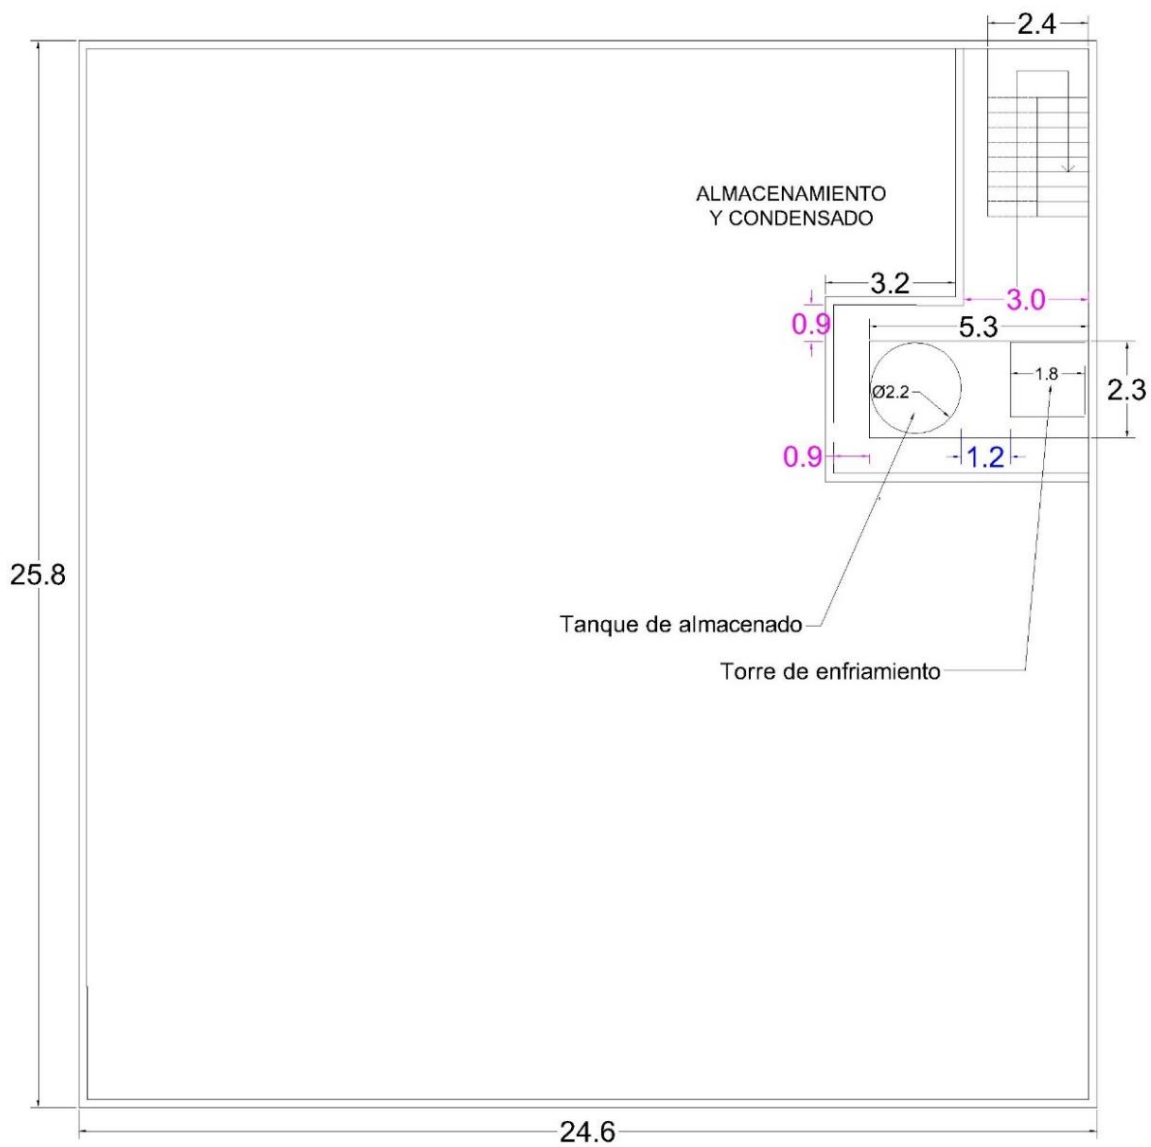 2.4
ALMACENAMIENTO
Y CONDENSADO
3.2
3.0
0.9
5.3
1.8
2.3
Ø2.2
0.9
1.2
25.8
Tanque de almacenado
Torre de enfriamiento
24.6